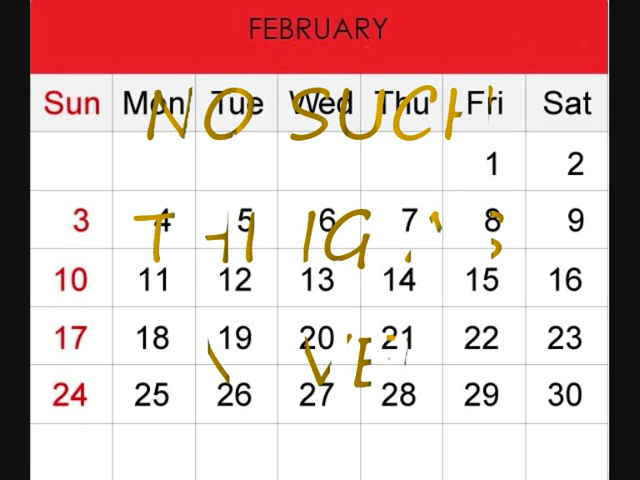 FEBRUARY
Sun Mon Tue Wed Thu Fri Sat
NO SUCH
1 2
3 4 5 6 7 8 9
10 11 12 13 14 15 16
17 18 19 20 21 22 23
24 25 26 27 28 29 30